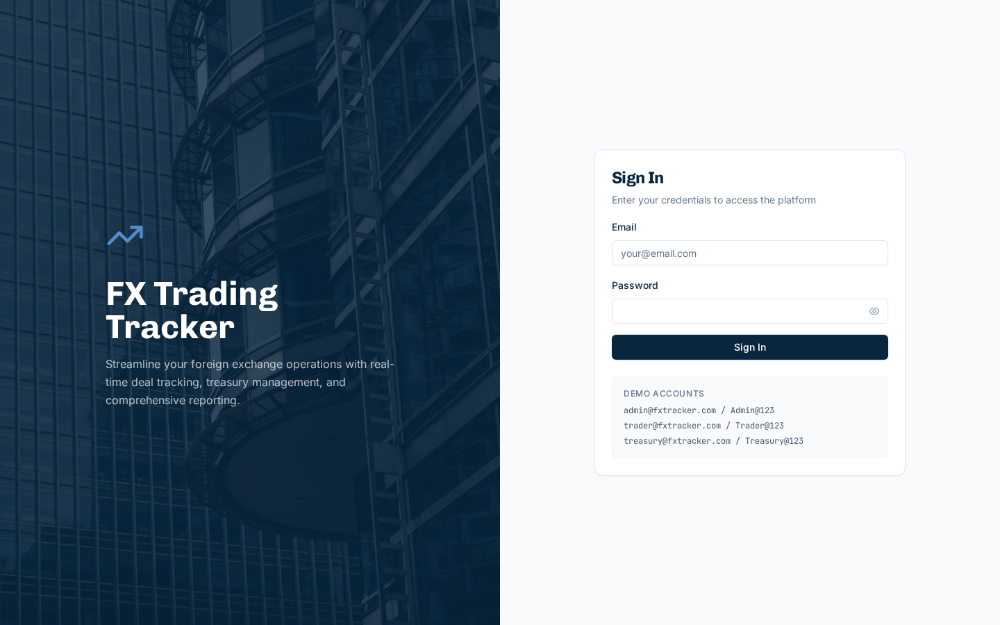 FX Trading
Tracker
Streamline your foreign exchange operations with real-
time deal tracking, treasury management, and
comprehensive reporting.
Sign In
Enter your credentials to access the platform
Email
your@email.com
Password
Sign In
DEMO ACCOUNTS
admin@fxtracker.com / Admin@123
trader@fxtracker.com / Trader@123
treasury@fxtracker.com / Treasury@123